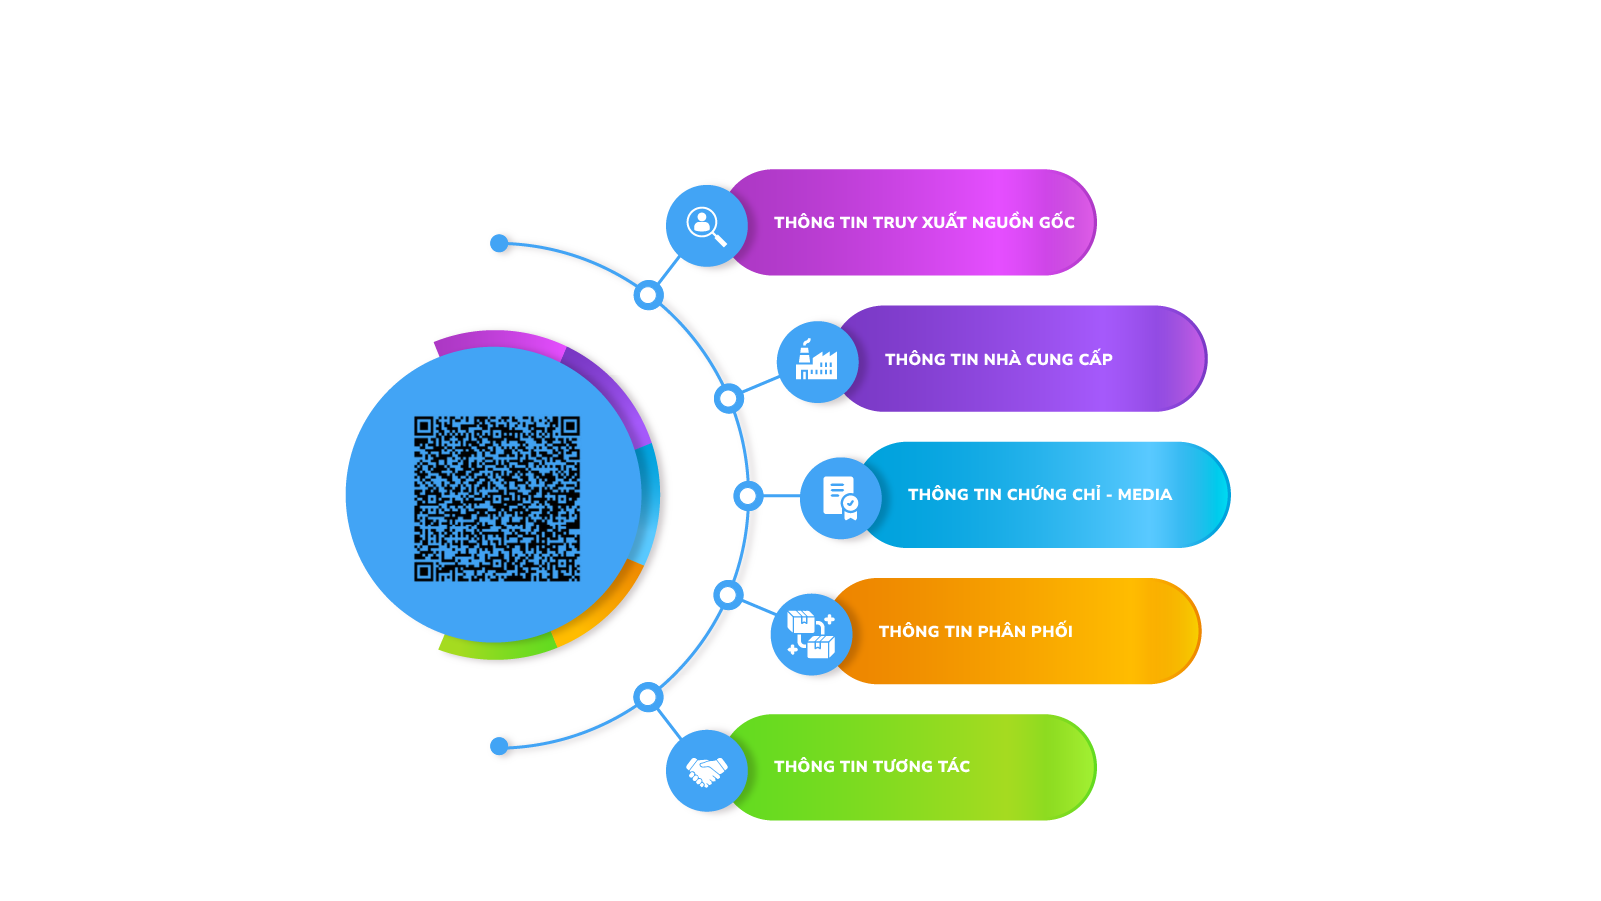 THÔNG TIN TRUY XUẤT NGUỒN GỐC
THÔNG TIN NHÀ CUNG CẤP
THÔNG TIN CHỨNG CHỈ - MEDIA
THÔNG TIN PHÂN PHỐI
THÔNG TIN TƯƠNG TÁC